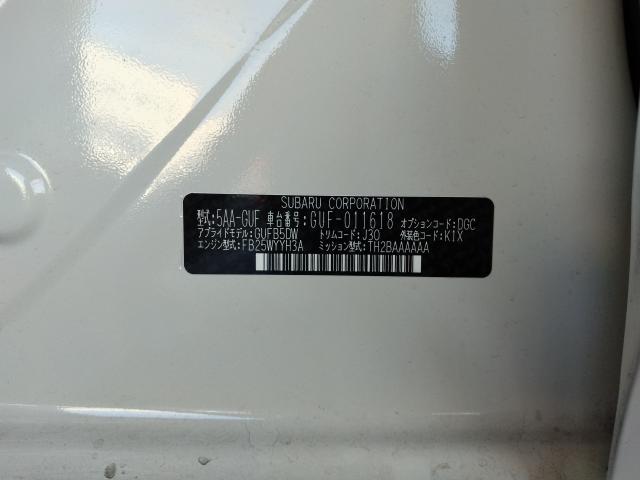 SUBARU CORPORATION
型式:5AA-GUF 車台番号:GUF-011618 オプションコード:DGC
アプライドモデル:GUFB5DW トリムコード:J30 外装色コード:K1X
エンジン型式:FB25WYYH3A ミッション型式:TH2BAAAAAA